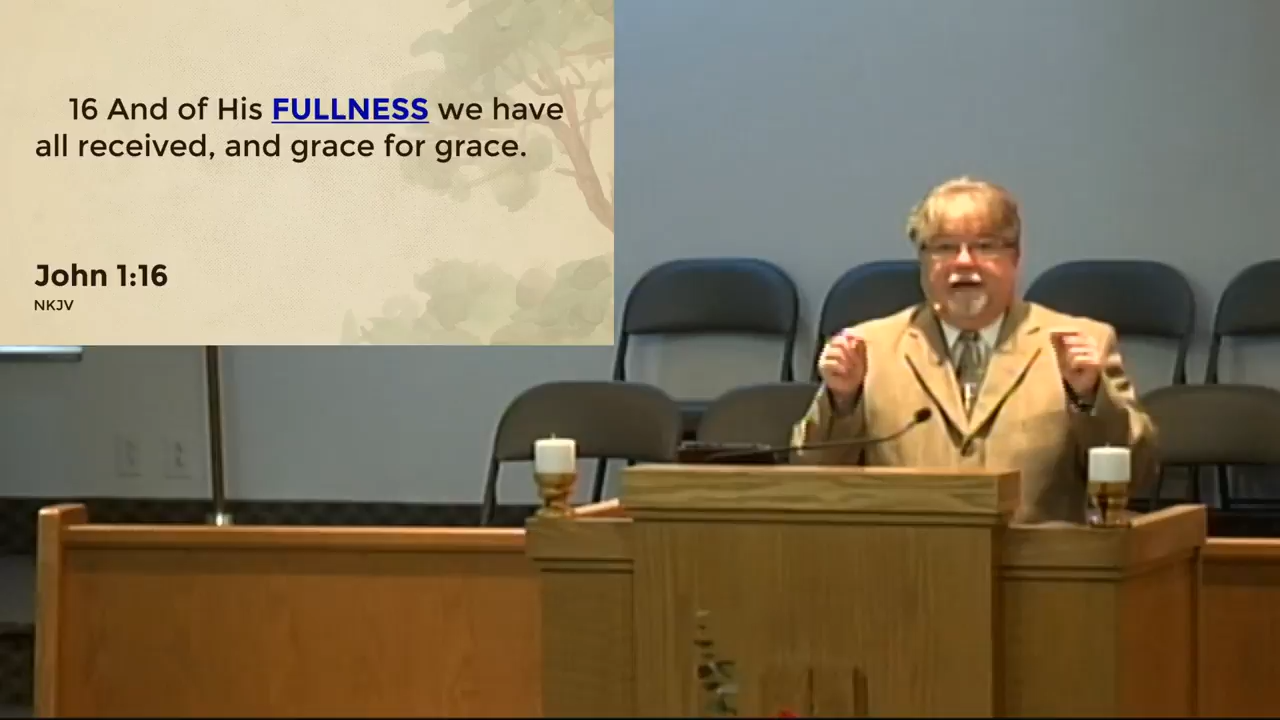 16 And of His FULLNESS we have
all received, and grace for grace.
John 1:16
NKJV